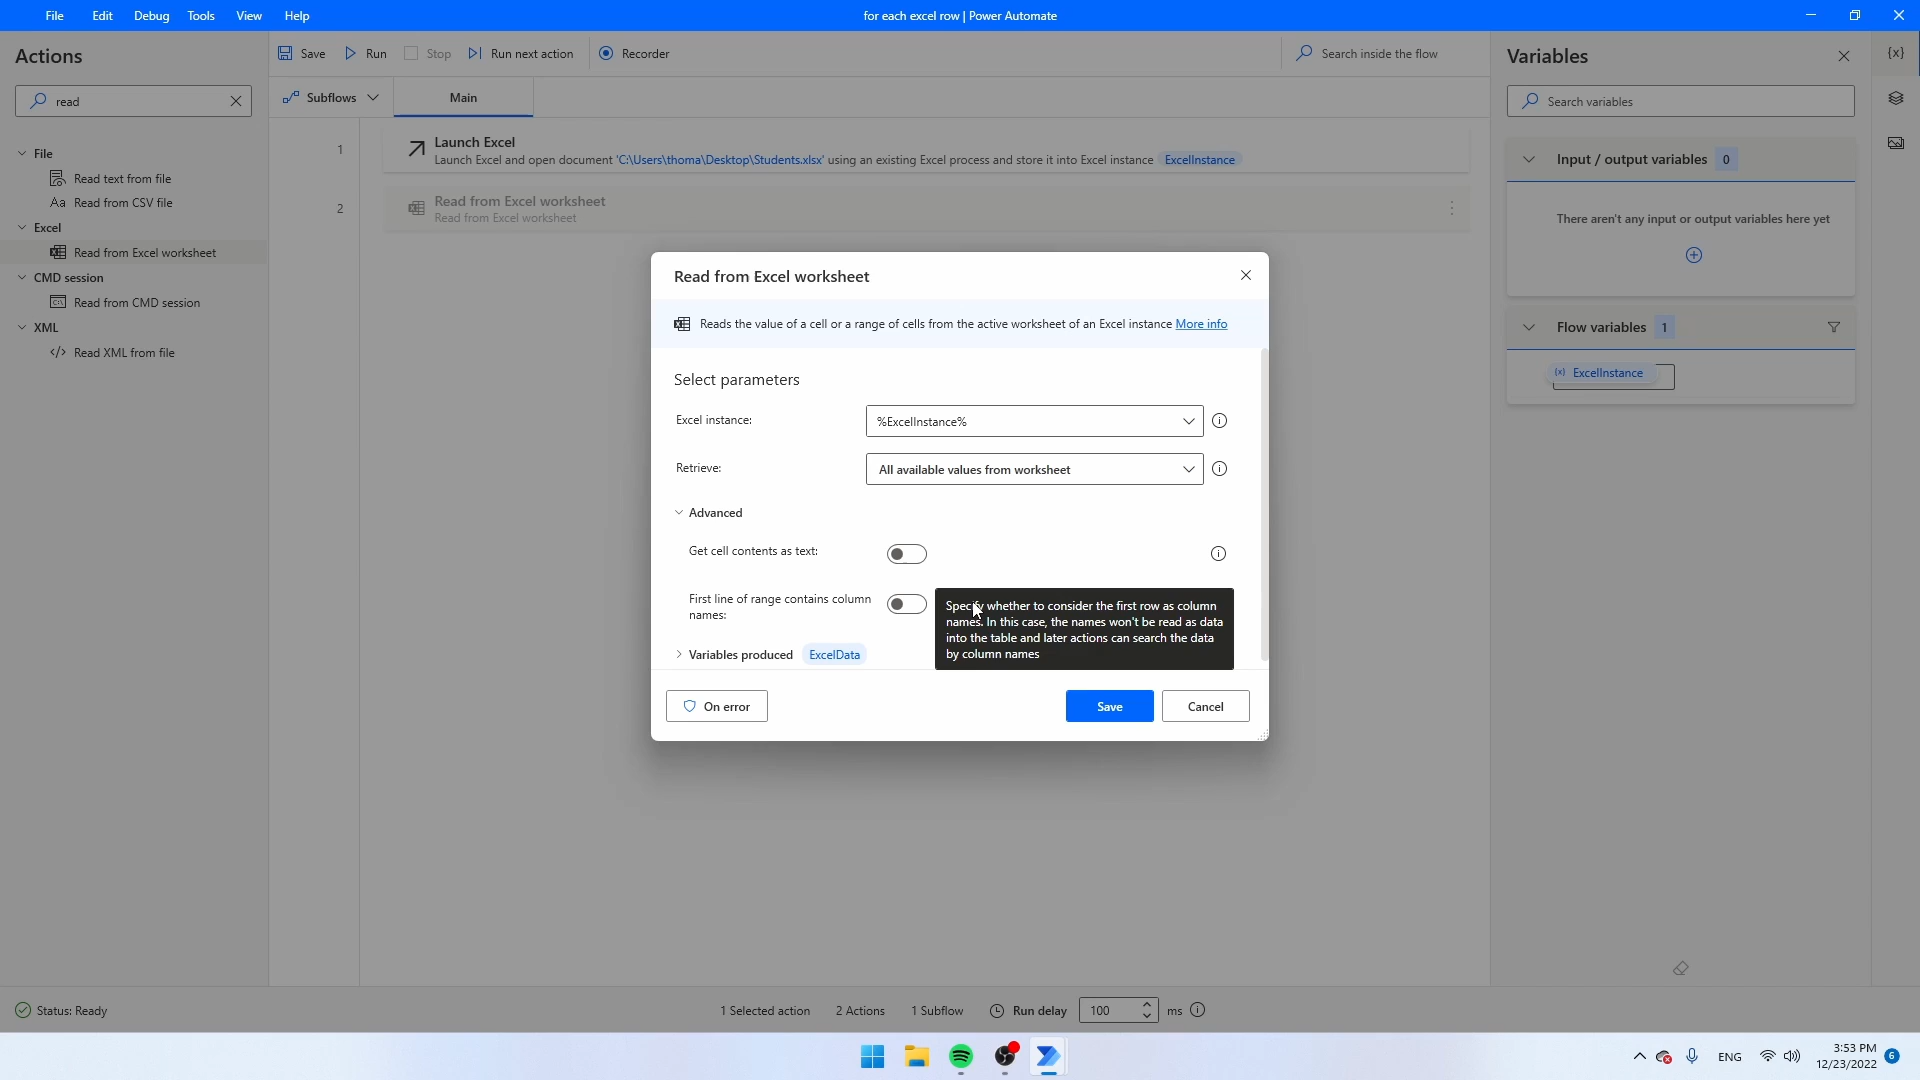 File Edit Debug Tools View Help
for each excel row | Power Automate
Actions
read
File
Read text from file
Aa Read from CSV file
Excel
Read from Excel worksheet
CMD session
Read from CMD session
XML
Read XML from file
Save Run Stop Run next action Recorder
Search inside the flow
Subflows Main
1
Launch Excel
Launch Excel and open document 'C:\Users\thoma\Desktop\Students.xlsx' using an existing Excel process and store it into Excel instance ExcelInstance
2
Read from Excel worksheet
Read from Excel worksheet
Read from Excel worksheet
Reads the value of a cell or a range of cells from the active worksheet of an Excel instance More info
Select parameters
Excel instance: %ExcelInstance%
Retrieve: All available values from worksheet
Advanced
Get cell contents as text:
First line of range contains column
names:
Specify whether to consider the first row as column
names. In this case, the names won't be read as data
into the table and later actions can search the data
by column names
Variables produced ExcelData
On error Save Cancel
Variables
{x}
Search variables
Input / output variables 0
There aren't any input or output variables here yet
Flow variables 1
(x) ExcelInstance
Status: Ready 1 Selected action 2 Actions 1 Subflow Run delay 100 ms
ENG
3:53 PM
12/23/2022
6